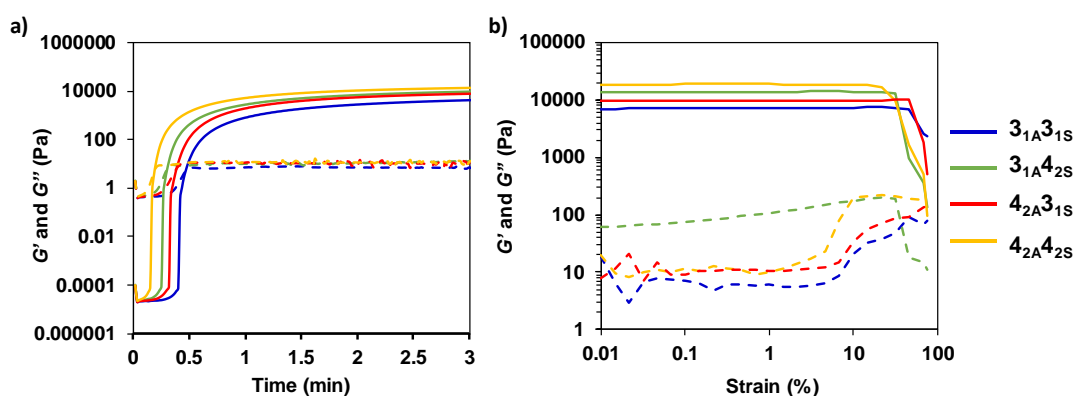 a)
1000000
10000
100
1
0.01
0.0001
0.000001
G' and G'' (Pa)
0 0.5 1 1.5 2 2.5 3
Time (min)
b)
100000
10000
1000
100
10
1
G' and G'' (Pa)
0.01 0.1 1 10 100
Strain (%)
3₁ₐ3₁ₛ
3₁ₐ4₂ₛ
4₂ₐ3₁ₛ
4₂ₐ4₂ₛ